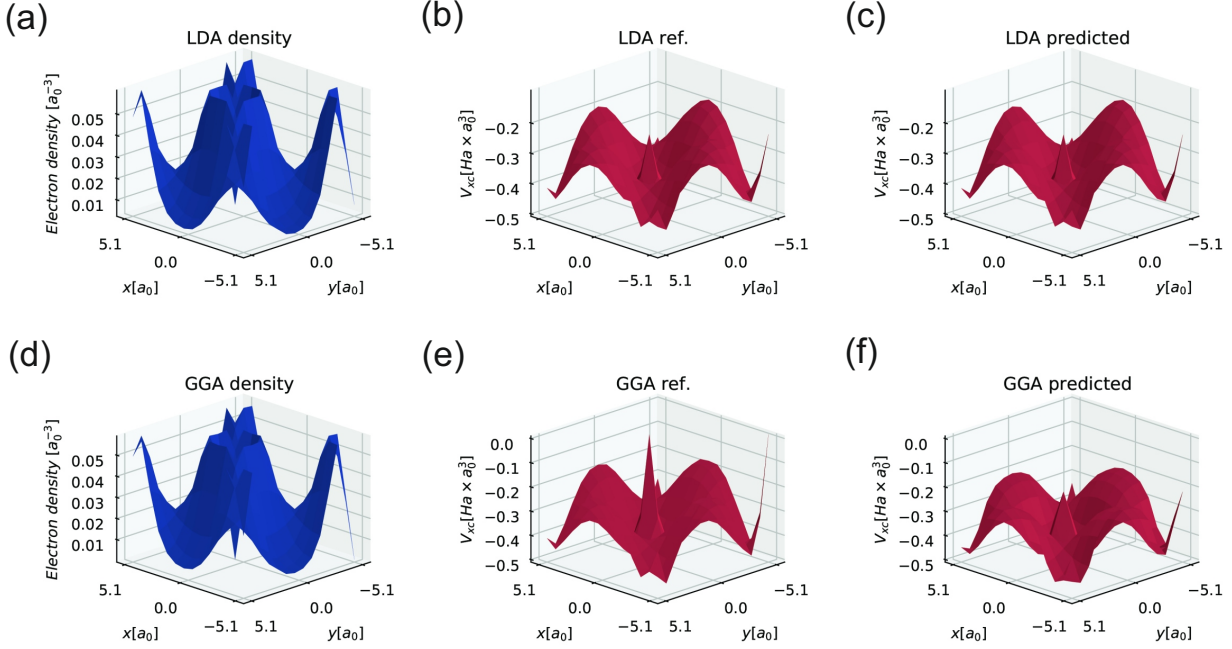 (a)
LDA density
Electron density [a₀⁻³]
0.05
0.04
0.03
0.02
0.01
5.1
0.0
−5.1
x[a₀]
5.1
0.0
−5.1
y[a₀]
(b)
LDA ref.
Vₓc[Ha × a₀³]
−0.2
−0.3
−0.4
−0.5
5.1
0.0
−5.1
x[a₀]
5.1
0.0
−5.1
y[a₀]
(c)
LDA predicted
Vₓc[Ha × a₀³]
−0.2
−0.3
−0.4
−0.5
5.1
0.0
−5.1
x[a₀]
5.1
0.0
−5.1
y[a₀]
(d)
GGA density
Electron density [a₀⁻³]
0.05
0.04
0.03
0.02
0.01
5.1
0.0
−5.1
x[a₀]
5.1
0.0
−5.1
y[a₀]
(e)
GGA ref.
Vₓc[Ha × a₀³]
0.0
−0.1
−0.2
−0.3
−0.4
−0.5
5.1
0.0
−5.1
x[a₀]
5.1
0.0
−5.1
y[a₀]
(f)
GGA predicted
Vₓc[Ha × a₀³]
0.0
−0.1
−0.2
−0.3
−0.4
−0.5
5.1
0.0
−5.1
x[a₀]
5.1
0.0
−5.1
y[a₀]